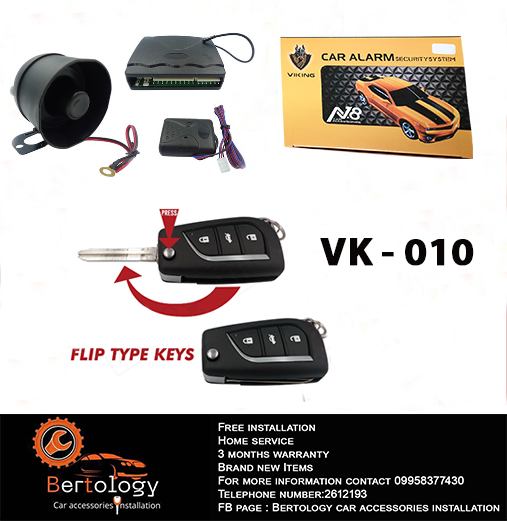 VIKING
CAR ALARM SECURITY SYSTEM
PRESS
VK - 010
FLIP TYPE KEYS
Bertology
Car accessories installation
Free installation
Home service
3 months warranty
Brand new Items
For more information contact 09958377430
Telephone number:2612193
FB page : Bertology car accessories installation